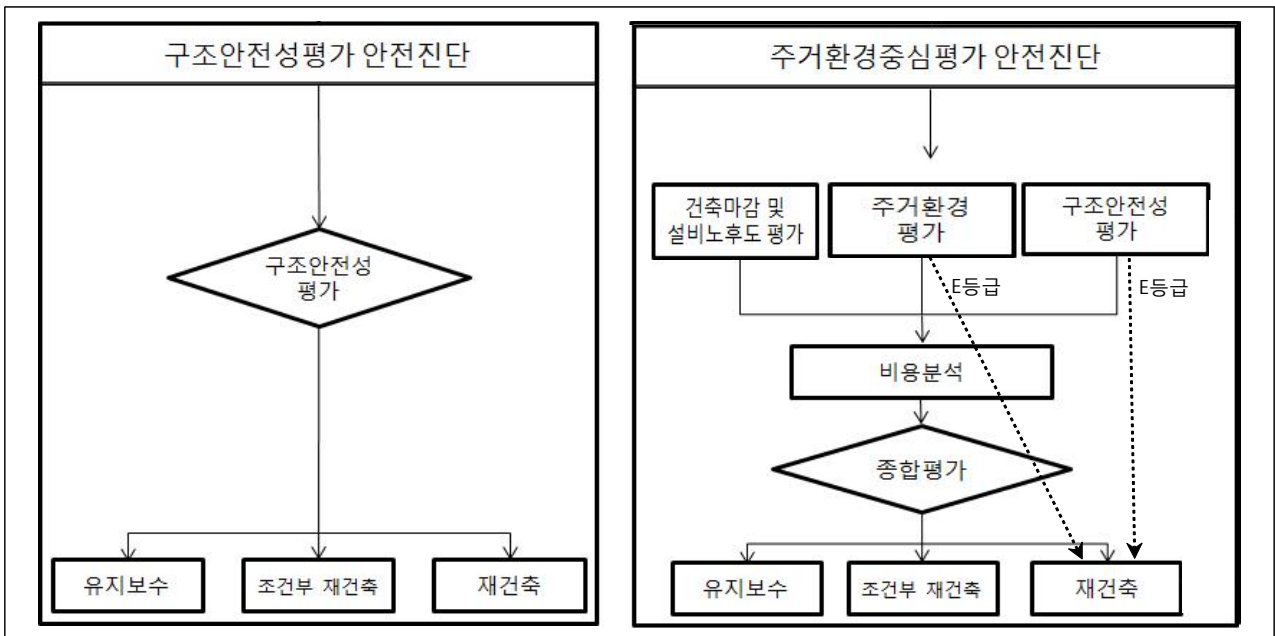 구조안전성평가 안전진단
구조안전성
평가
유지보수
조건부 재건축
재건축
주거환경중심평가 안전진단
건축마감 및
설비노후도 평가
주거환경
평가
구조안전성
평가
E등급
E등급
비용분석
종합평가
유지보수
조건부 재건축
재건축